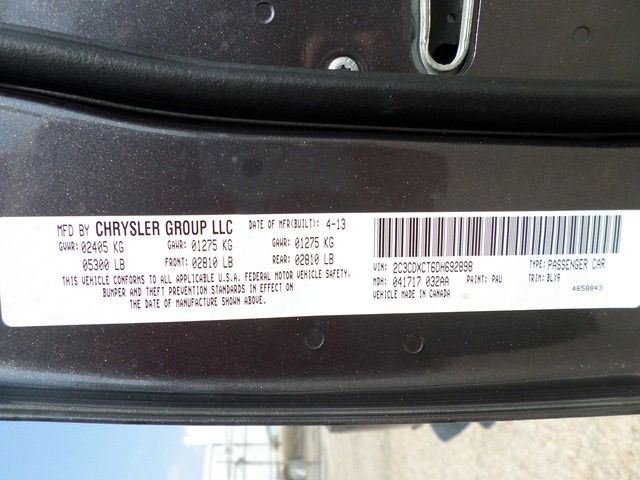 MFD BY CHRYSLER GROUP LLC DATE OF MFR(BUILT): 4-13
GVWR: 02405 KG GAWR: 01275 KG GAWR: 01275 KG
05300 LB FRONT: 02810 LB REAR: 02810 LB
THIS VEHICLE CONFORMS TO ALL APPLICABLE U.S.A. FEDERAL MOTOR VEHICLE SAFETY,
BUMPER AND THEFT PREVENTION STANDARDS IN EFFECT ON
THE DATE OF MANUFACTURE SHOWN ABOVE.
VIN: 2C3CDXCT6DH692898 TYPE: PASSENGER CAR
MDH: 041717 032AA PAINT: PAU TRIM: BLX9
VEHICLE MADE IN CANADA 4658843